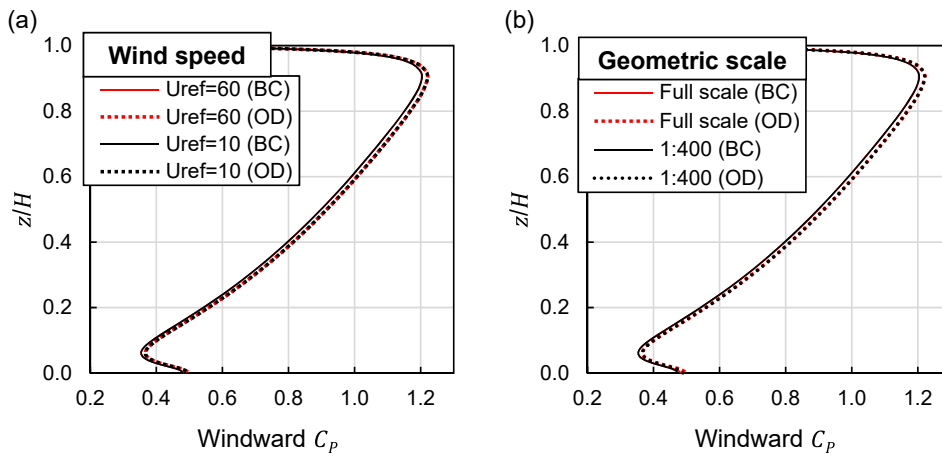 (a)
Wind speed
Uref=60 (BC)
Uref=60 (OD)
Uref=10 (BC)
Uref=10 (OD)
1.0
0.8
0.6
0.4
0.2
0.0
z/H
0.2 0.4 0.6 0.8 1.0 1.2
Windward C_P
(b)
Geometric scale
Full scale (BC)
Full scale (OD)
1:400 (BC)
1:400 (OD)
1.0
0.8
0.6
0.4
0.2
0.0
z/H
0.2 0.4 0.6 0.8 1.0 1.2
Windward C_P